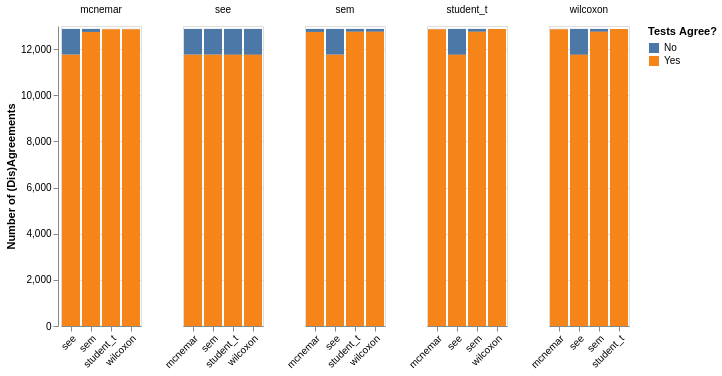 mcnemar
see
sem
student_t
wilcoxon
Tests Agree?
No
Yes
Number of (Dis)Agreements
12,000
10,000
8,000
6,000
4,000
2,000
0
see
sem
student_t
wilcoxon
mcnemar
sem
student_t
wilcoxon
mcnemar
see
student_t
wilcoxon
mcnemar
see
sem
wilcoxon
mcnemar
see
sem
student_t